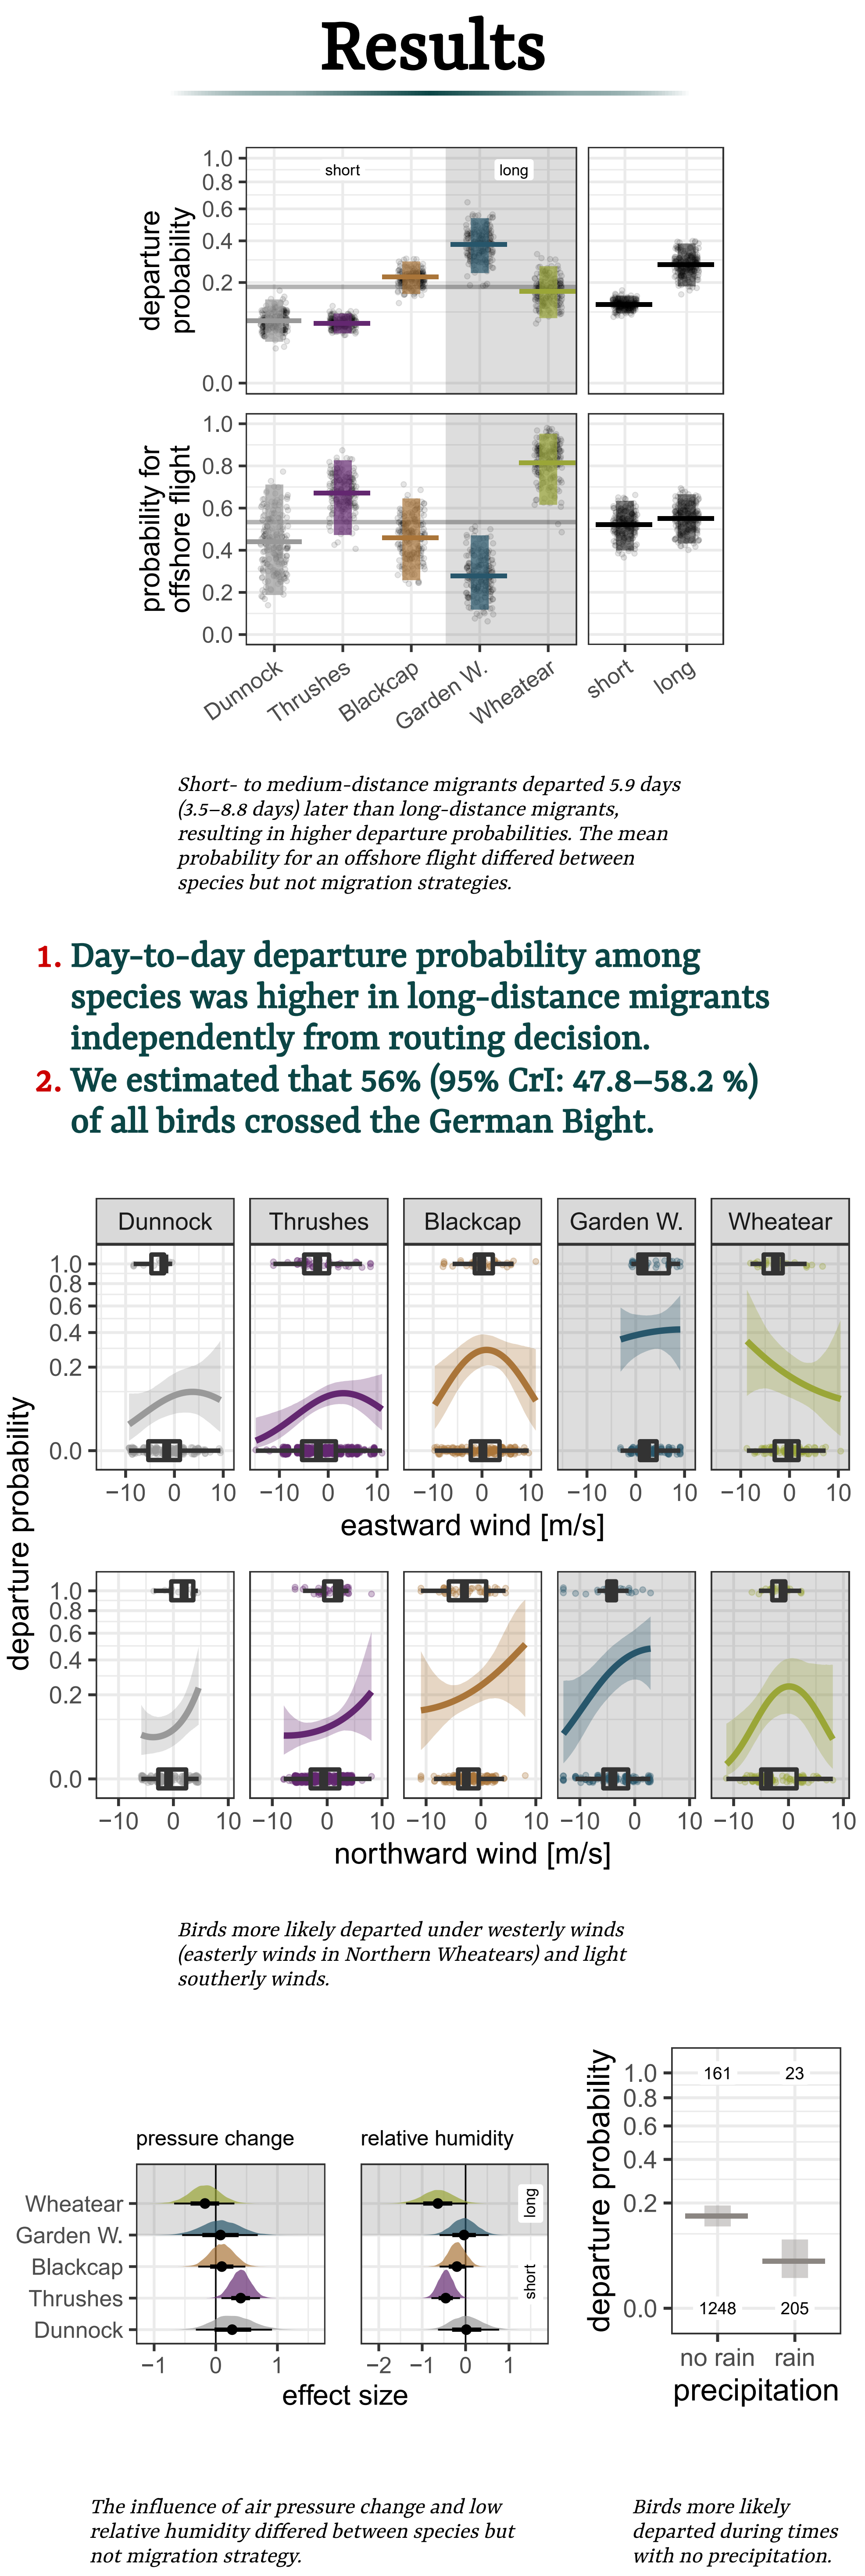 Results
short
long
departure
probability
1.0
0.8
0.6
0.4
0.2
0.0
probability for
offshore flight
1.0
0.8
0.6
0.4
0.2
0.0
Dunnock
Thrushes
Blackcap
Garden W.
Wheatear
short
long
Short- to medium-distance migrants departed 5.9 days
(3.5–8.8 days) later than long-distance migrants,
resulting in higher departure probabilities. The mean
probability for an offshore flight differed between
species but not migration strategies.
1. Day-to-day departure probability among
species was higher in long-distance migrants
independently from routing decision.
2. We estimated that 56% (95% CrI: 47.8–58.2 %)
of all birds crossed the German Bight.
Dunnock Thrushes Blackcap Garden W. Wheatear
departure probability
1.0
0.8
0.6
0.4
0.2
0.0
−10 0 10 −10 0 10 −10 0 10 −10 0 10 −10 0 10
eastward wind [m/s]
1.0
0.8
0.6
0.4
0.2
0.0
−10 0 10 −10 0 10 −10 0 10 −10 0 10 −10 0 10
northward wind [m/s]
Birds more likely departed under westerly winds
(easterly winds in Northern Wheatears) and light
southerly winds.
pressure change
relative humidity
Wheatear
Garden W.
Blackcap
Thrushes
Dunnock
long
short
−1 0 1
−2 −1 0 1
effect size
departure probability
1.0
0.8
0.6
0.4
0.2
0.0
161 23
1248 205
no rain rain
precipitation
The influence of air pressure change and low
relative humidity differed between species but
not migration strategy.
Birds more likely
departed during times
with no precipitation.